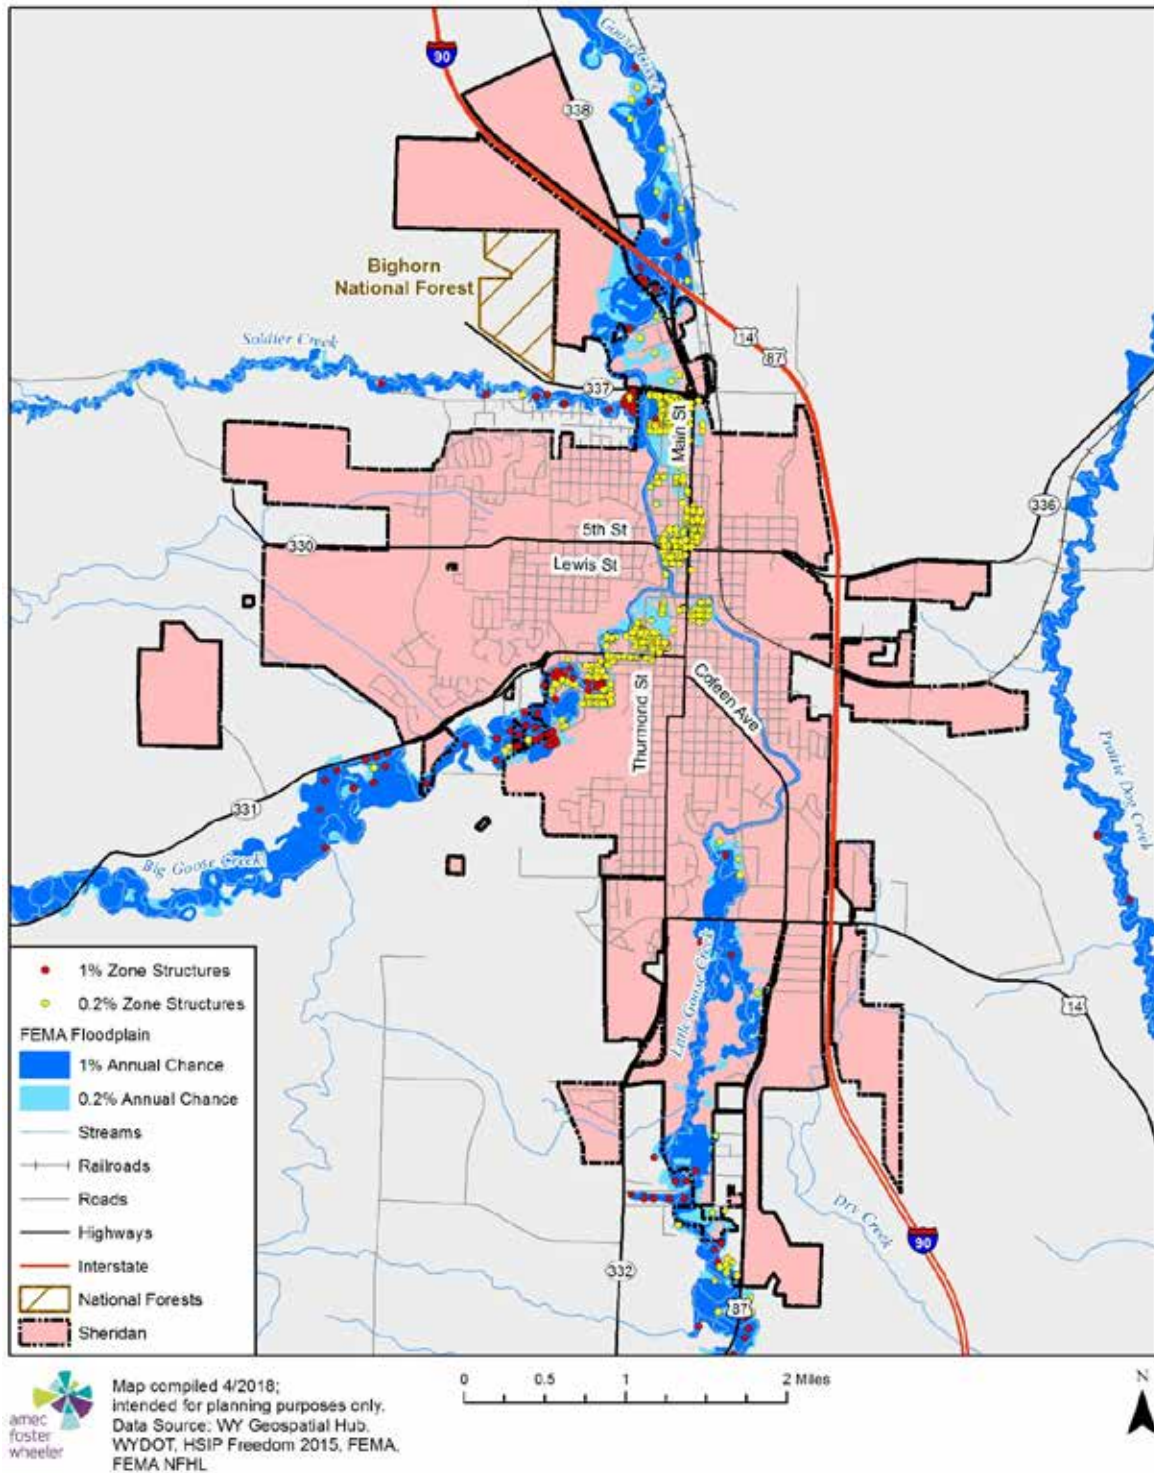 Goose Creek
90
338
Bighorn
National Forest
14
87
Soldier Creek
337
Main St
336
5th St
330
Lewis St
Thurmond St
Coffeen Ave
Prairie Dog Creek
331
Big Goose Creek
Little Goose Creek
14
Dry Creek
90
332
87
1% Zone Structures
0.2% Zone Structures
FEMA Floodplain
1% Annual Chance
0.2% Annual Chance
Streams
Railroads
Roads
Highways
Interstate
National Forests
Sheridan
amec
foster
wheeler
Map compiled 4/2018;
intended for planning purposes only.
Data Source: WY Geospatial Hub,
WYDOT, HSIP Freedom 2015, FEMA,
FEMA NFHL
0 0.5 1 2 Miles
N